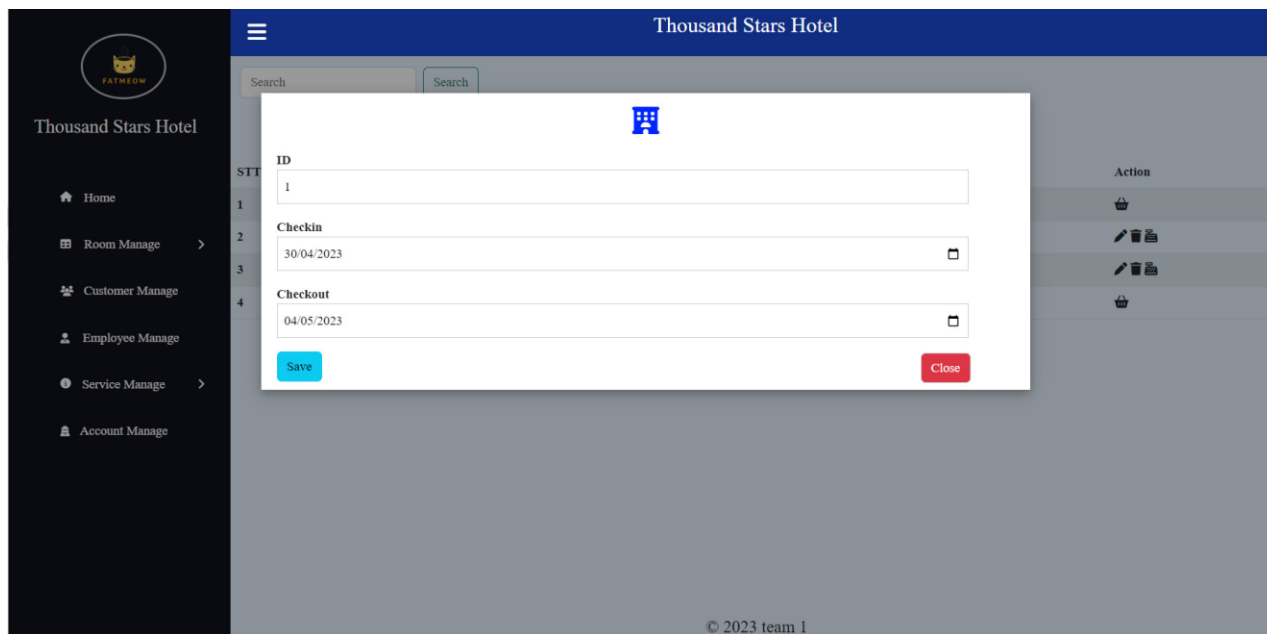 Thousand Stars Hotel
FATMEOW
Thousand Stars Hotel
Home
Room Manage
Customer Manage
Employee Manage
Service Manage
Account Manage
Search Search
ID
1
Checkin
30/04/2023
Checkout
04/05/2023
Save Close
STT Action
1
2
3
4
© 2023 team 1